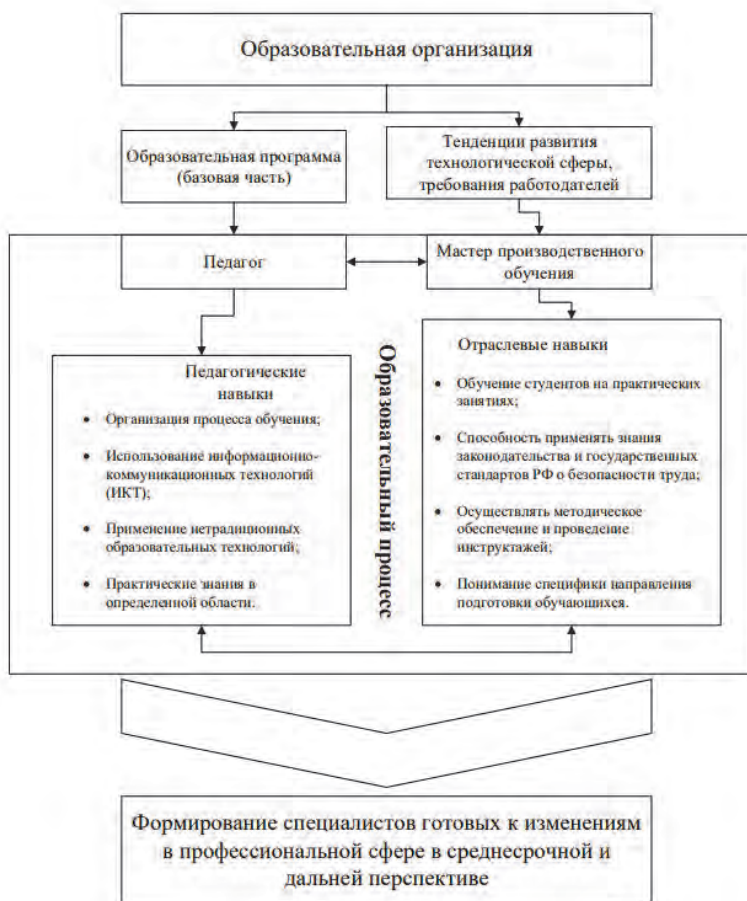 Образовательная организация
Образовательная программа
(базовая часть)
Тенденции развития
технологической сферы,
требования работодателей
Педагог
Мастер производственного
обучения
Образовательный процесс
Педагогические
навыки
• Организация процесса обучения;
• Использование информационно-
коммуникационных технологий
(ИКТ);
• Применение нетрадиционных
образовательных технологий;
• Практические знания в
определенной области.
Отраслевые навыки
• Обучение студентов на практических
занятиях;
• Способность применять знания
законодательства и государственных
стандартов РФ о безопасности труда;
• Осуществлять методическое
обеспечение и проведение
инструктажей;
• Понимание специфики направления
подготовки обучающихся.
Формирование специалистов готовых к изменениям
в профессиональной сфере в среднесрочной и
дальней перспективе